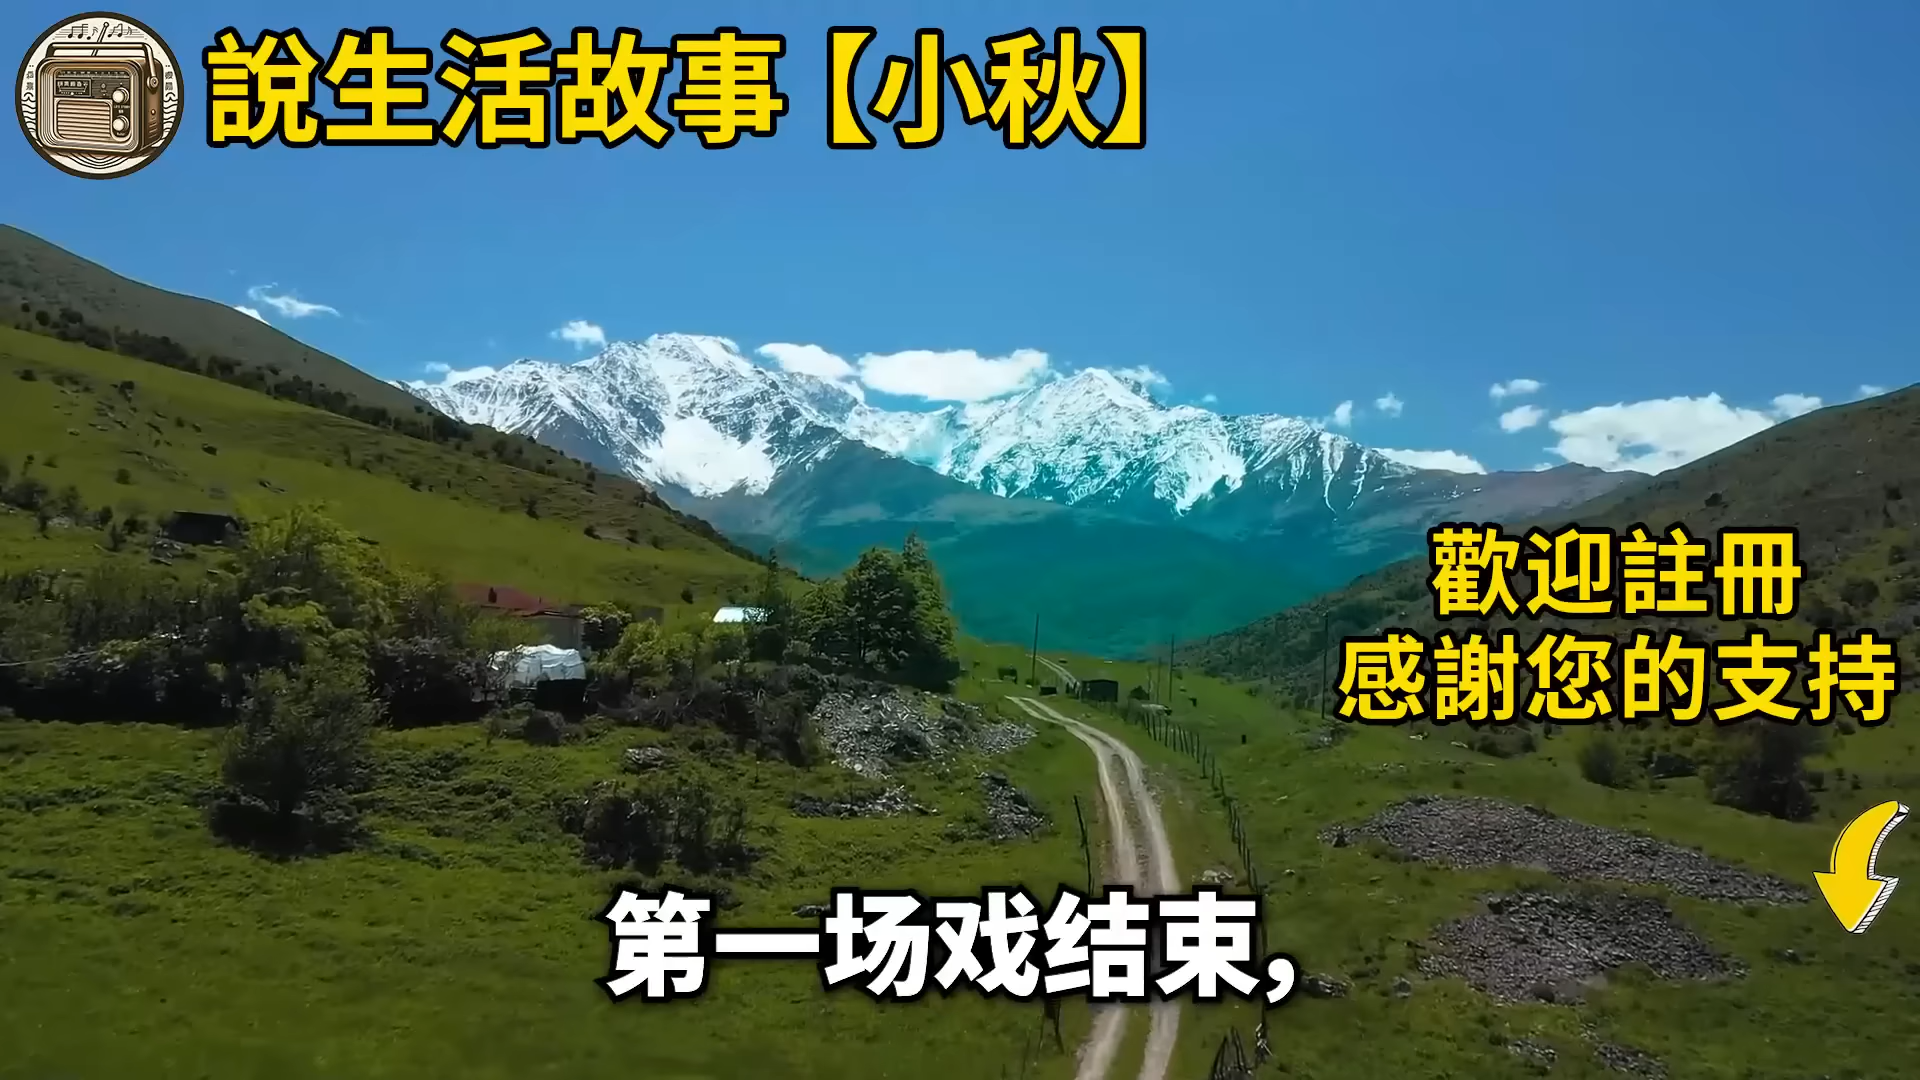 說生活故事【小秋】
歡迎註冊
感謝您的支持
第一场戏结束,